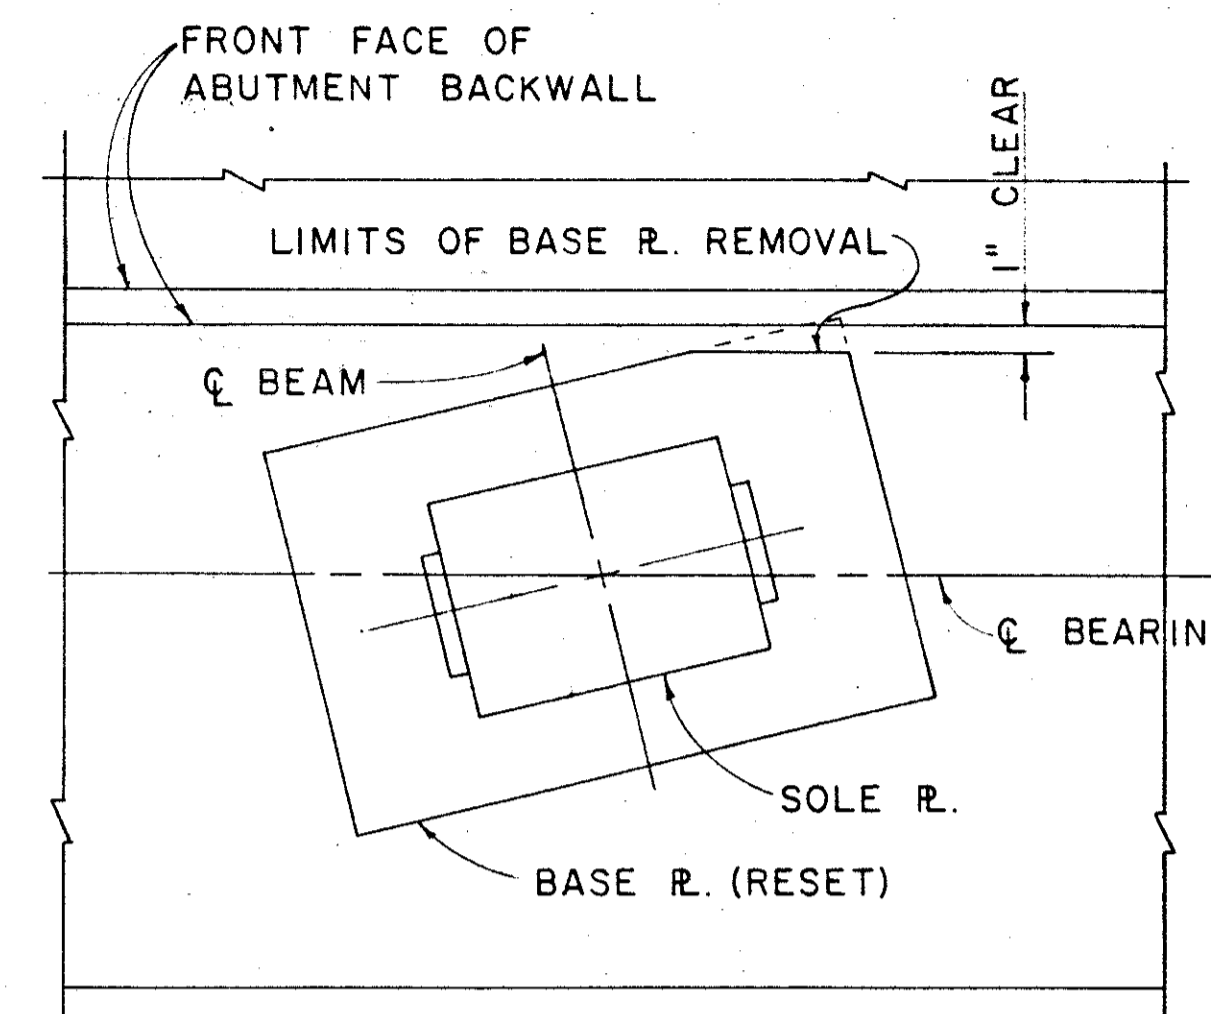 FRONT FACE OF
ABUTMENT BACKWALL
1" CLEAR
LIMITS OF BASE ⅊. REMOVAL
℄ BEAM
℄ BEARIN
SOLE ⅊.
BASE ⅊. (RESET)